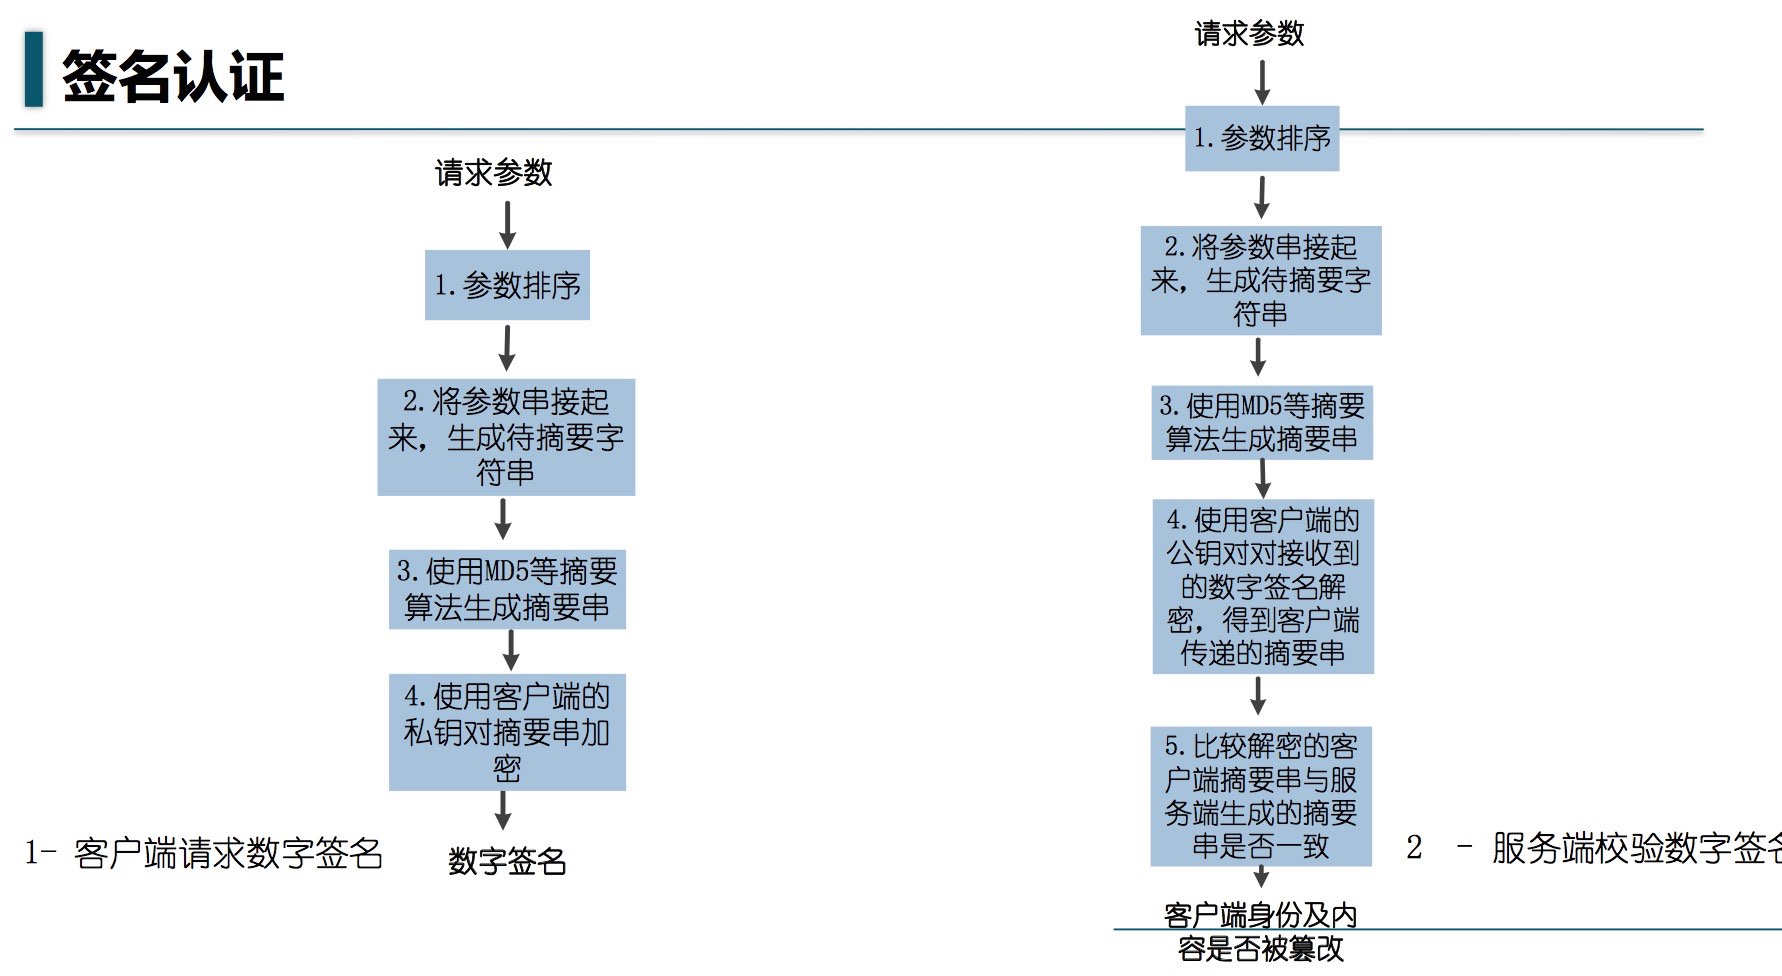 签名认证
请求参数
1.参数排序
2.将参数串接起
来，生成待摘要字
符串
3.使用MD5等摘要
算法生成摘要串
4.使用客户端的
私钥对摘要串加
密
数字签名
1- 客户端请求数字签名
请求参数
1.参数排序
2.将参数串接起
来，生成待摘要字
符串
3.使用MD5等摘要
算法生成摘要串
4.使用客户端的
公钥对对接收到
的数字签名解
密，得到客户端
传递的摘要串
5.比较解密的客
户端摘要串与服
务端生成的摘要
串是否一致
客户端身份及内
容是否被篡改
2 - 服务端校验数字签名